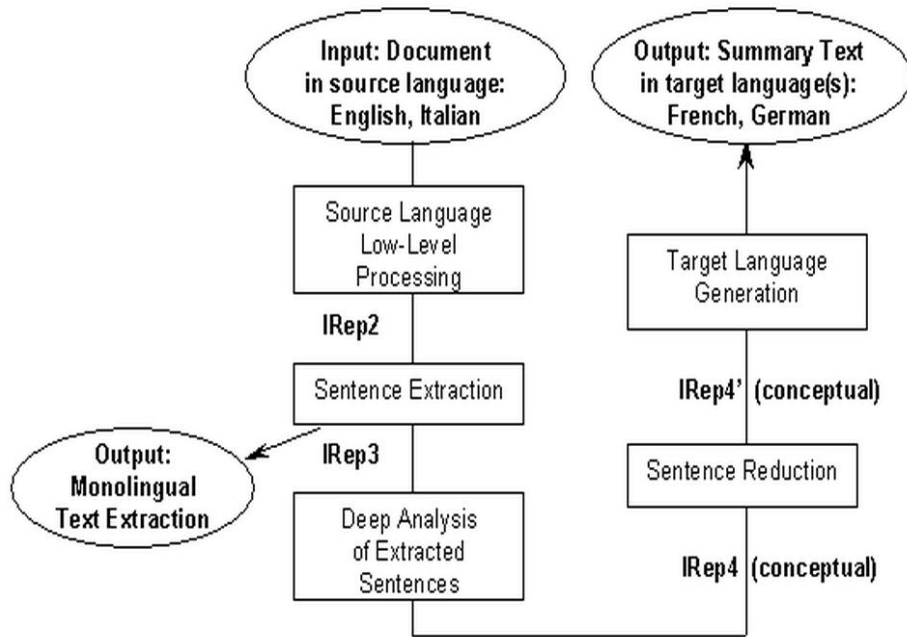 Input: Document
in source language:
English, Italian
Source Language
Low-Level
Processing
IRep2
Sentence Extraction
Output:
Monolingual
Text Extraction
IRep3
Deep Analysis
of Extracted
Sentences
IRep4 (conceptual)
Sentence Reduction
IRep4' (conceptual)
Target Language
Generation
Output: Summary Text
in target language(s):
French, German